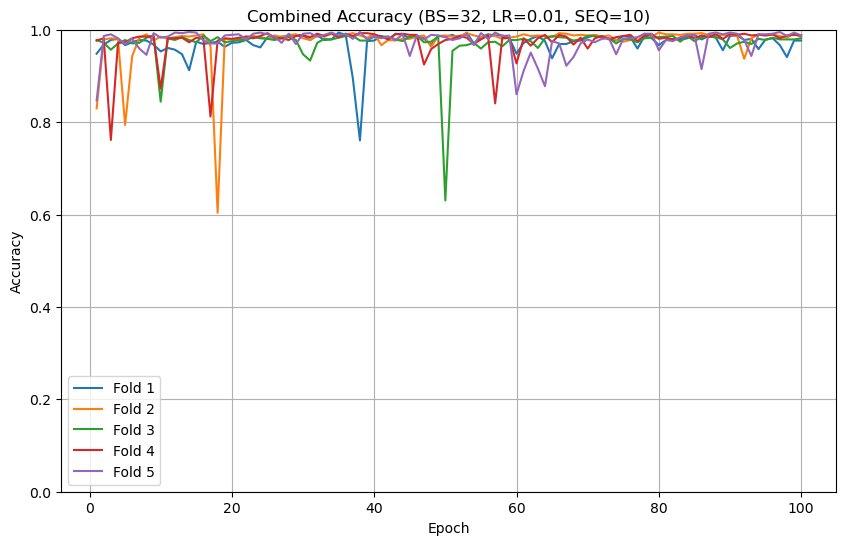 Combined Accuracy (BS=32, LR=0.01, SEQ=10)
1.0
0.8
0.6
0.4
0.2
0.0
Accuracy
Fold 1
Fold 2
Fold 3
Fold 4
Fold 5
0 20 40 60 80 100
Epoch